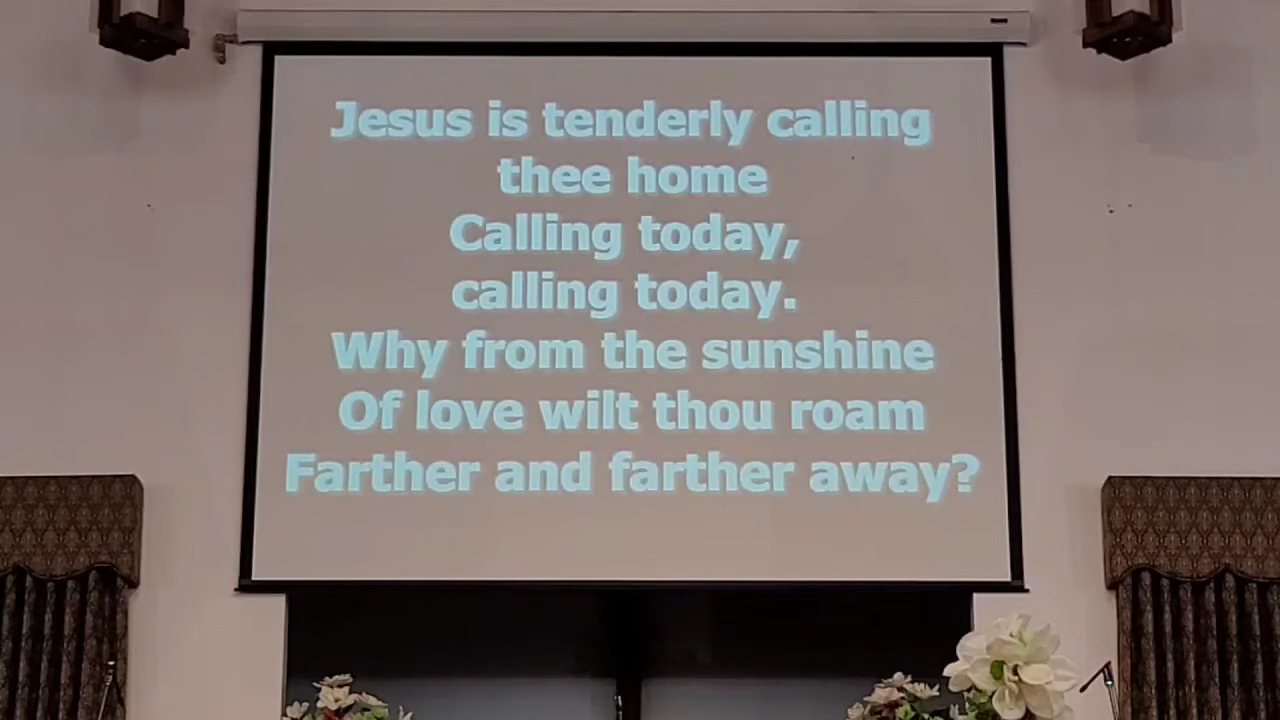 Jesus is tenderly calling
thee home
Calling today,
calling today.
Why from the sunshine
Of love wilt thou roam
Farther and farther away?